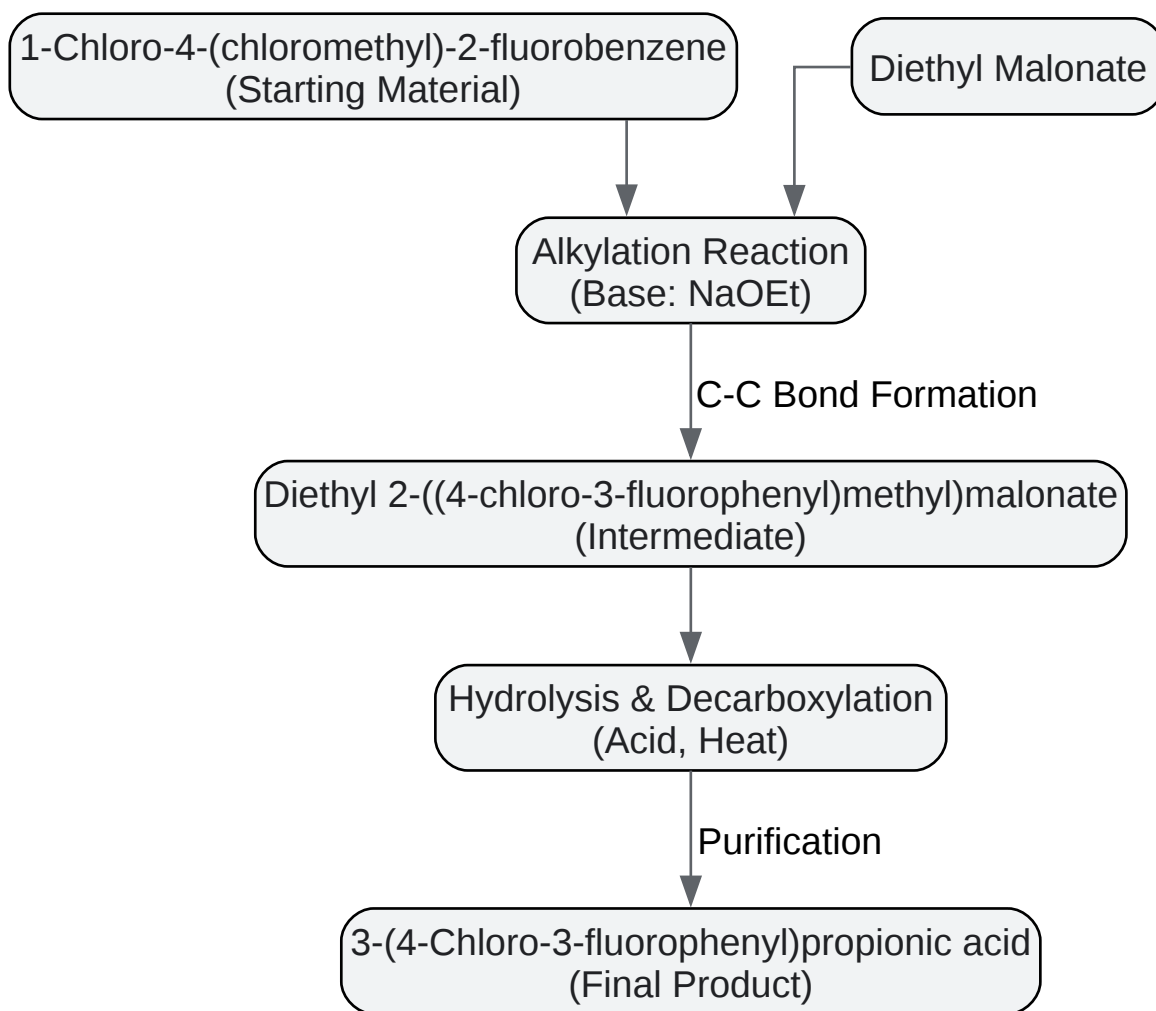 1-Chloro-4-(chloromethyl)-2-fluorobenzene
(Starting Material)
Diethyl Malonate
Alkylation Reaction
(Base: NaOEt)
C-C Bond Formation
Diethyl 2-((4-chloro-3-fluorophenyl)methyl)malonate
(Intermediate)
Hydrolysis & Decarboxylation
(Acid, Heat)
Purification
3-(4-Chloro-3-fluorophenyl)propionic acid
(Final Product)